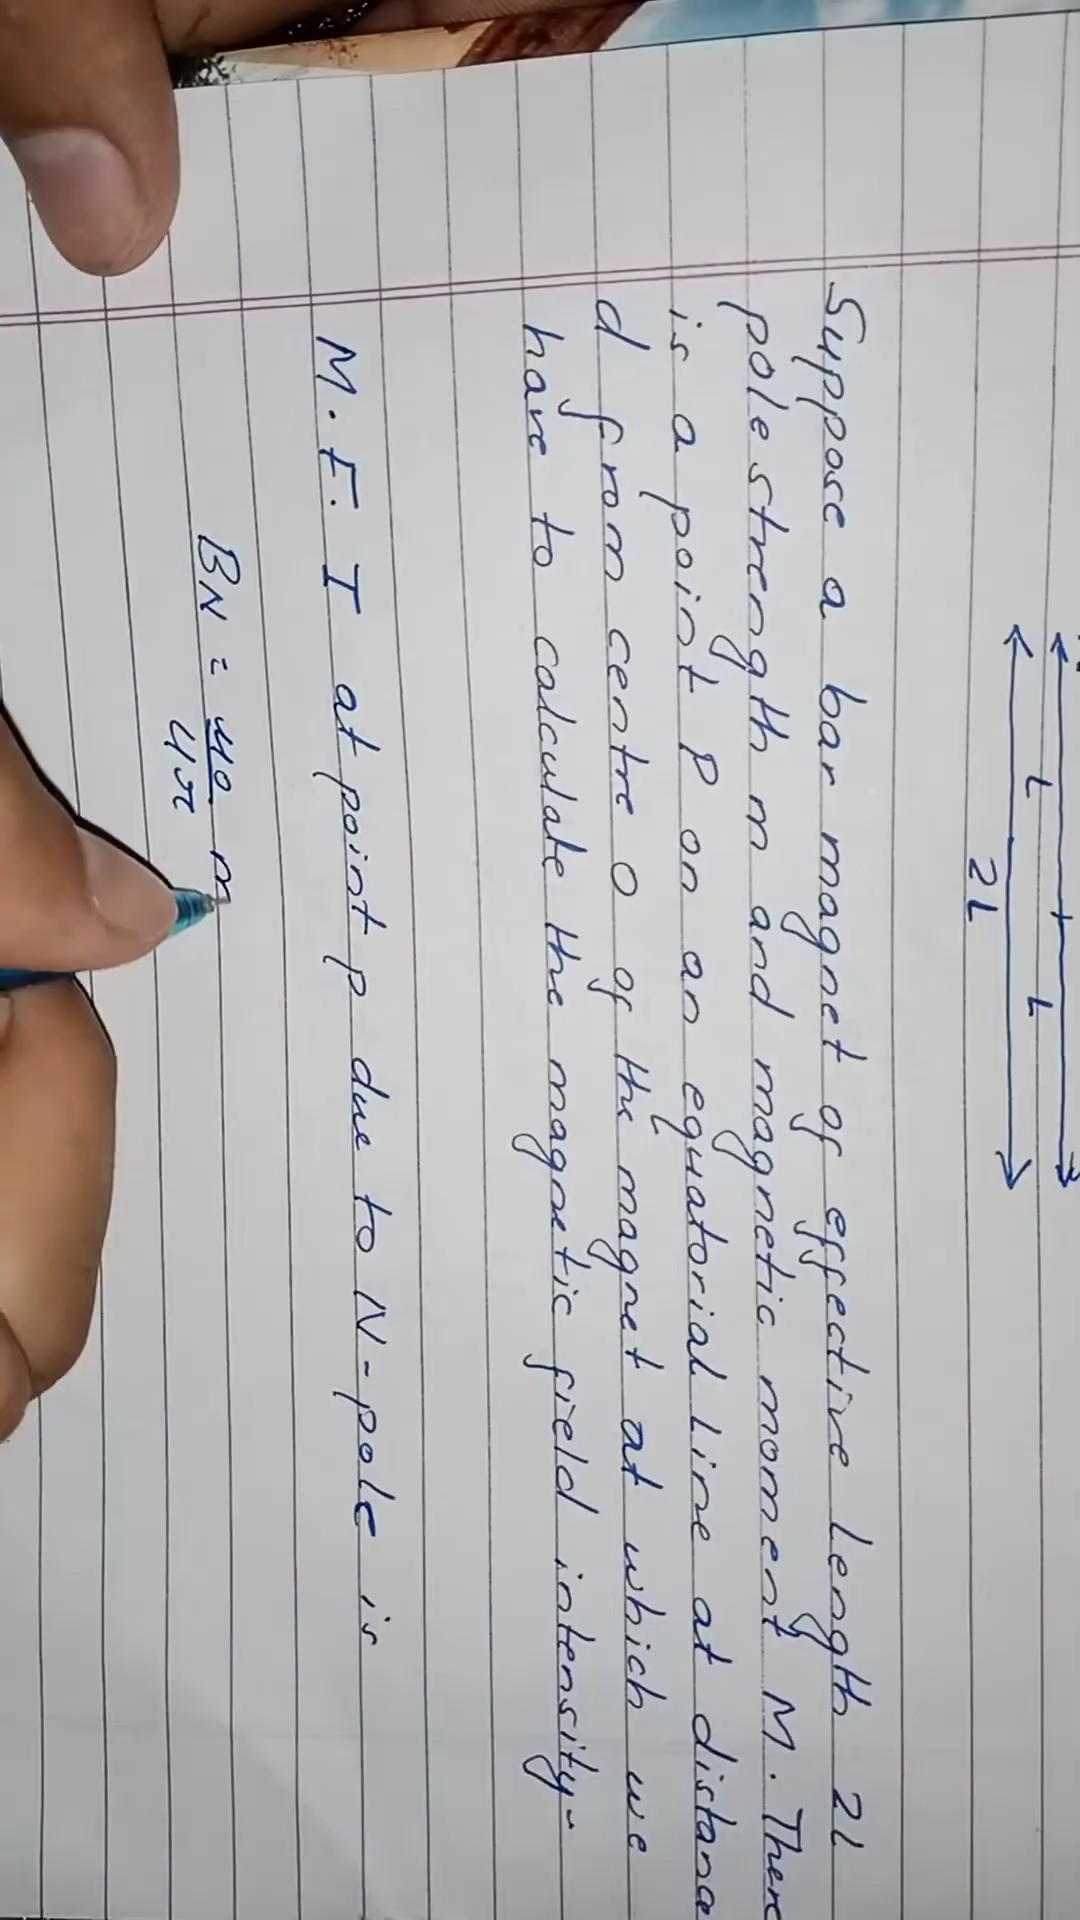 L L
2L
Suppose a bar magnet of effective Length 2L
pole strength m and magnetic moment M. There
is a point P on an equatorial Line at distance
d from centre O of the magnet at which we
have to calculate the magnetic field intensity-
M.F.I at point p due to N-pole is
BN = μ0/4π m